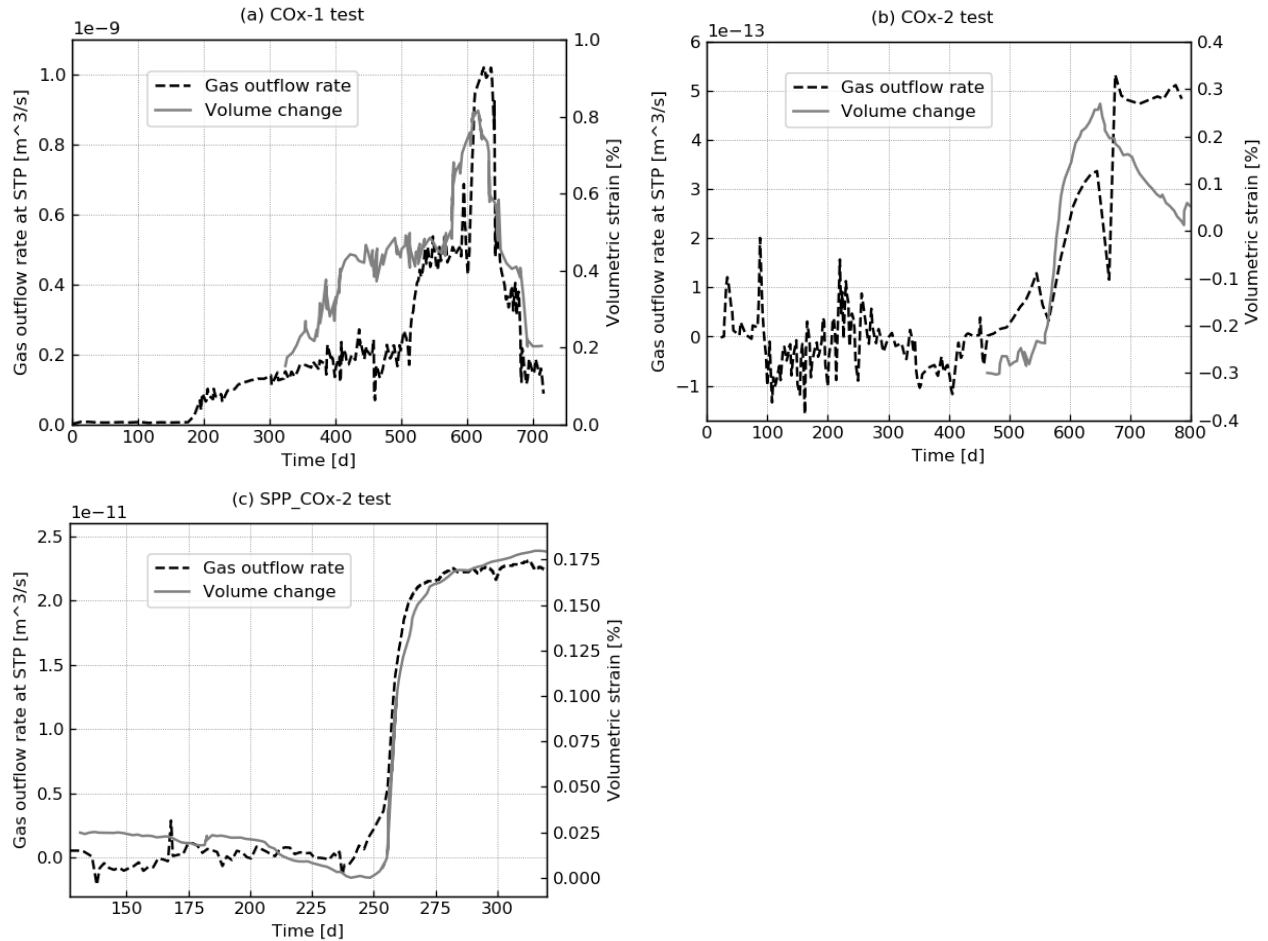 (a) COx-1 test
1e−9
Gas outflow rate at STP [m^3/s]
1.0
0.8
0.6
0.4
0.2
0.0
Gas outflow rate
Volume change
1.0
0.8
0.6
0.4
0.2
0.0
Volumetric strain [%]
0 100 200 300 400 500 600 700
Time [d]
(b) COx-2 test
1e−13
Gas outflow rate at STP [m^3/s]
6
5
4
3
2
1
0
−1
Gas outflow rate
Volume change
0.4
0.3
0.2
0.1
0.0
−0.1
−0.2
−0.3
−0.4
Volumetric strain [%]
0 100 200 300 400 500 600 700 800
Time [d]
(c) SPP_COx-2 test
1e−11
Gas outflow rate at STP [m^3/s]
2.5
2.0
1.5
1.0
0.5
0.0
Gas outflow rate
Volume change
0.175
0.150
0.125
0.100
0.075
0.050
0.025
0.000
Volumetric strain [%]
150 175 200 225 250 275 300
Time [d]